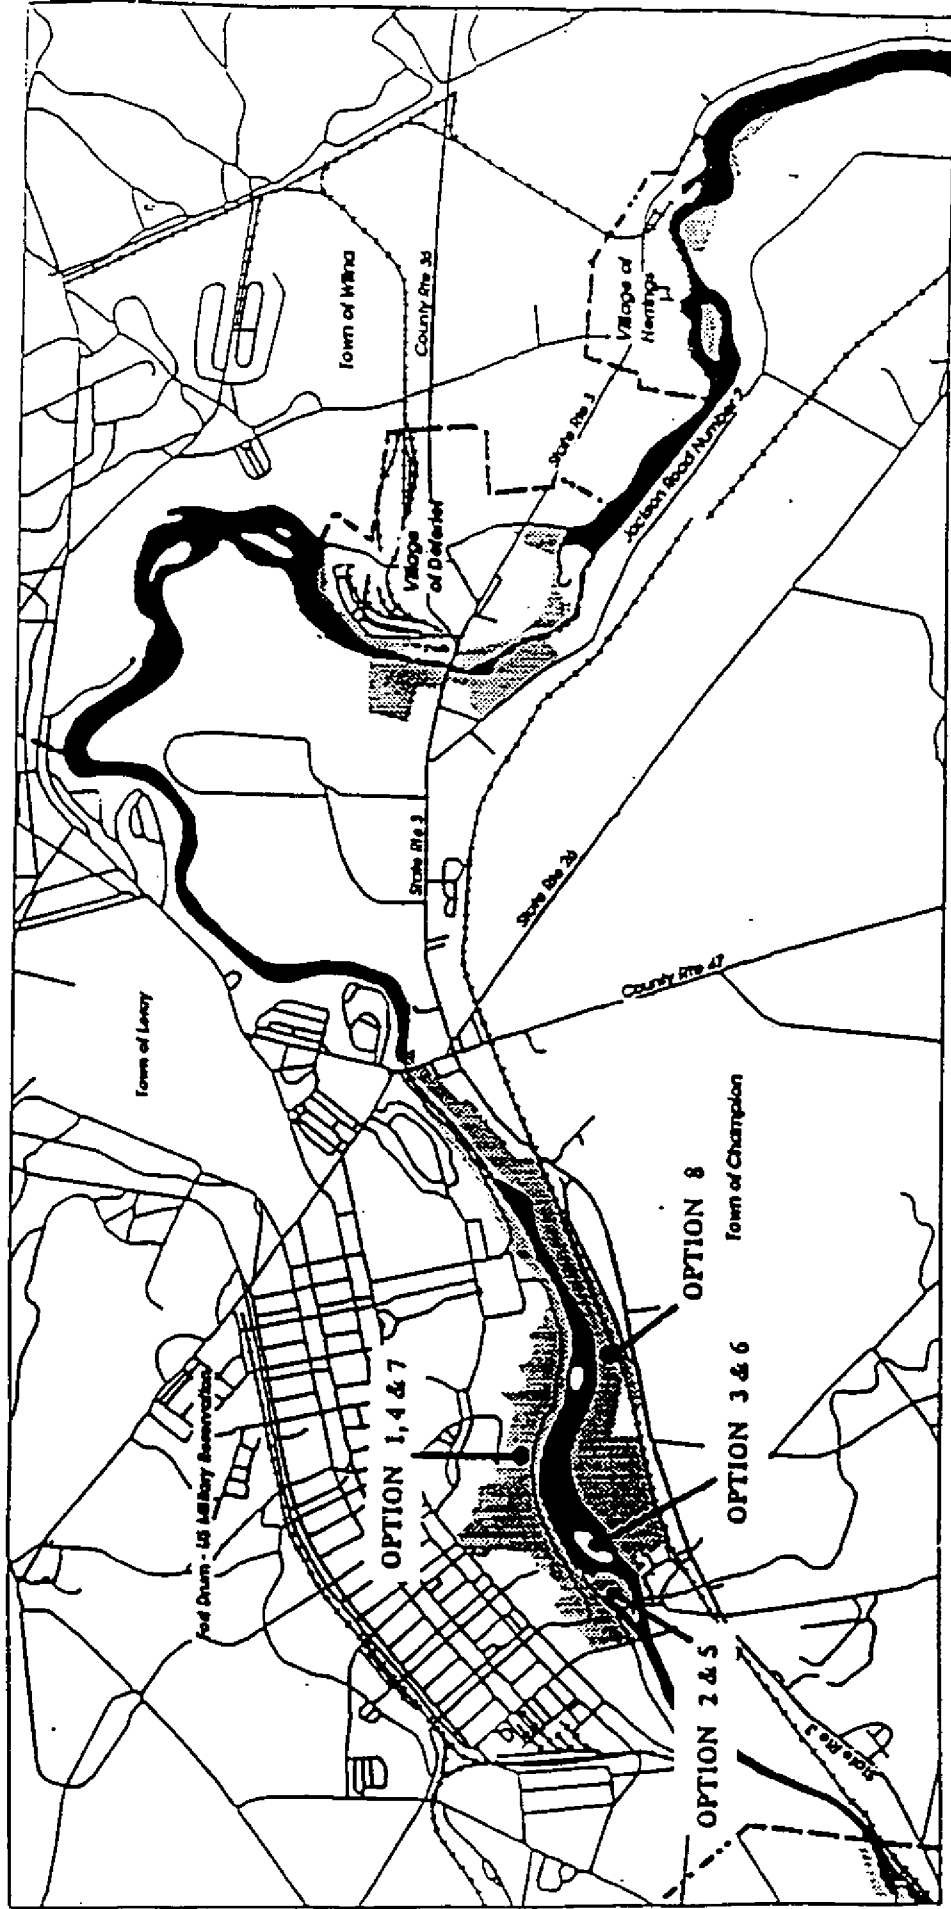 Town of Leray
Town of Wilna
County Rte 36
Village
of Deferiet
Village of
Herrings
State Rte 3
Jackson Road Number 2
State Rte 3
State Rte 26
County Rte 47
Fort Drum - US Military Reservation
OPTION 1, 4 & 7
OPTION 8
Town of Champion
OPTION 3 & 6
OPTION 2 & 5
State Rte 3